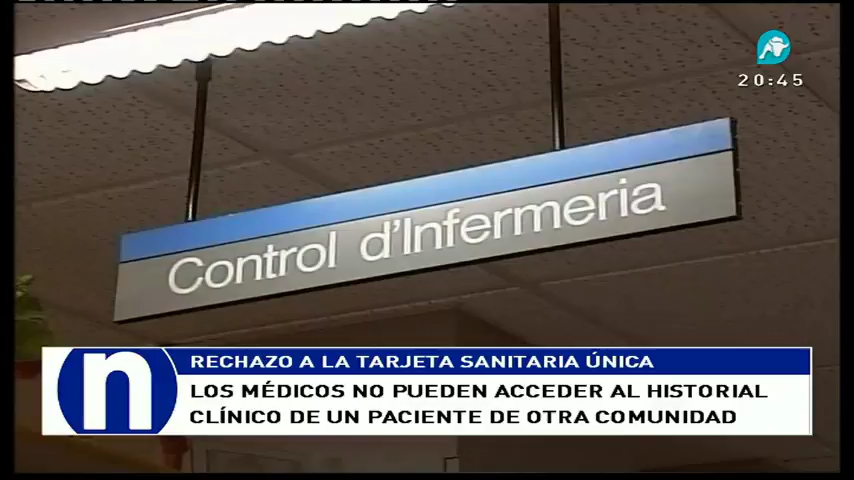 20:45
Control d'Infermeria
n
RECHAZO A LA TARJETA SANITARIA ÚNICA
LOS MÉDICOS NO PUEDEN ACCEDER AL HISTORIAL
CLÍNICO DE UN PACIENTE DE OTRA COMUNIDAD